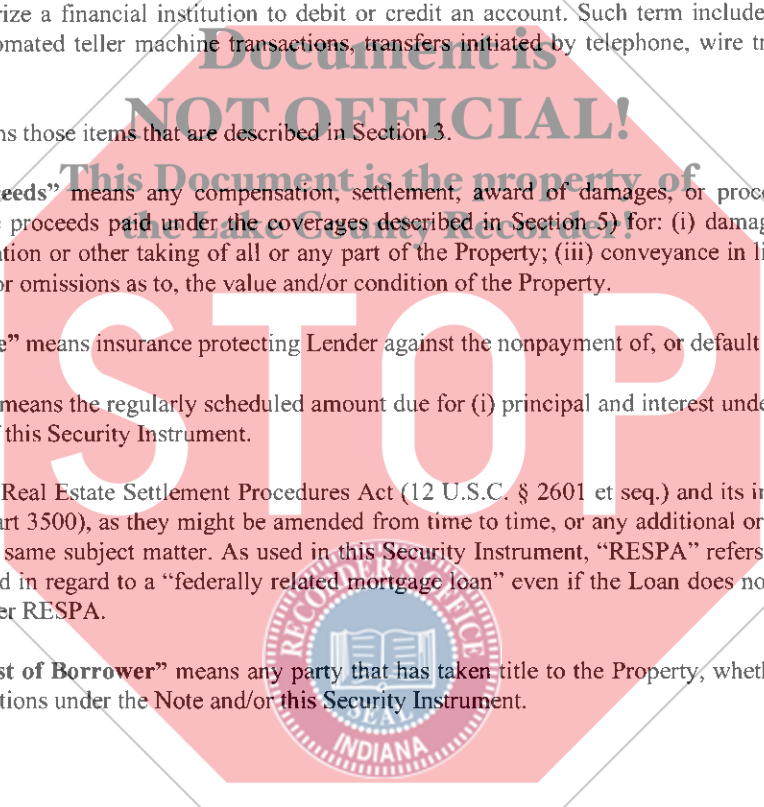 rize a financial institution to debit or credit an account. Such term include
omated teller machine transactions, transfers initiated by telephone, wire tr
Document is
NOT OFFICIAL!
ns those items that are described in Section 3.
This Document is the property of
the Lake County Recorder!
eeds” means any compensation, settlement, award of damages, or proce
e proceeds paid under the coverages described in Section 5) for: (i) damag
ation or other taking of all or any part of the Property; (iii) conveyance in li
or omissions as to, the value and/or condition of the Property.
e” means insurance protecting Lender against the nonpayment of, or default
means the regularly scheduled amount due for (i) principal and interest unde
f this Security Instrument.
STOP
Real Estate Settlement Procedures Act (12 U.S.C. § 2601 et seq.) and its i
art 3500), as they might be amended from time to time, or any additional or
same subject matter. As used in this Security Instrument, “RESPA” refers
d in regard to a “federally related mortgage loan” even if the Loan does no
er RESPA.
st of Borrower” means any party that has taken title to the Property, wheth
tions under the Note and/or this Security Instrument.
RECORDER'S OFFICE
SEAL
INDIANA